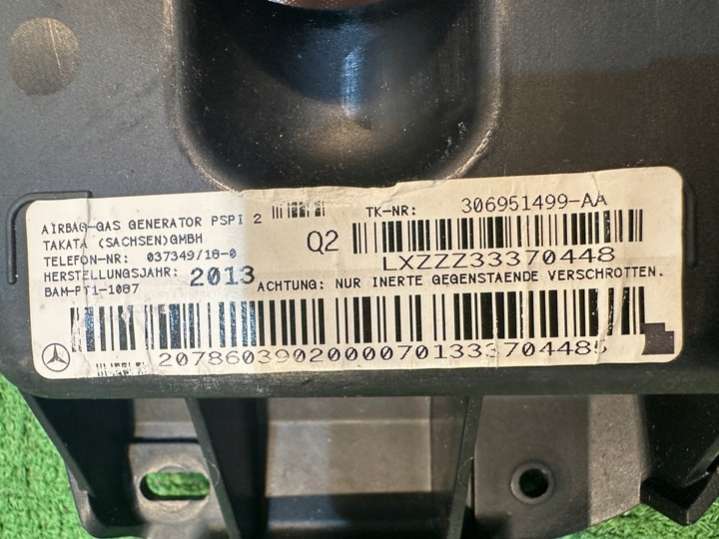 AIRBAG-GAS GENERATOR PSPI 2
TAKATA (SACHSEN)GMBH
TELEFON-NR: 037349/18-0
HERSTELLUNGSJAHR: 2013
BAM-PT1-1087
Q2
TK-NR: 306951499-AA
LXZZZ33370448
ACHTUNG: NUR INERTE GEGENSTAENDE VERSCHROTTEN.
20786039020000701333704485